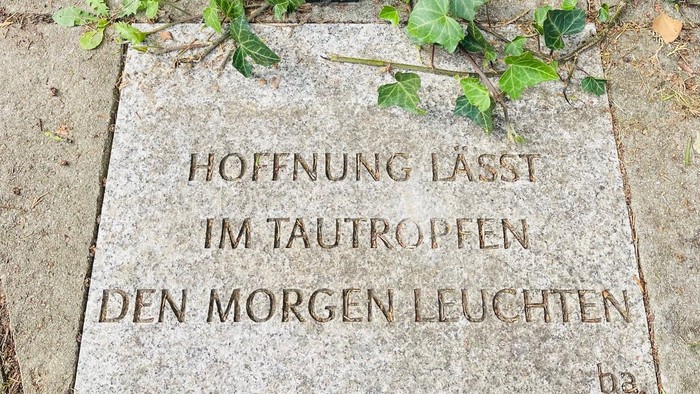 HOFFNUNG LÄSST
IM TAUTROPFEN
DEN MORGEN LEUCHTEN
ba